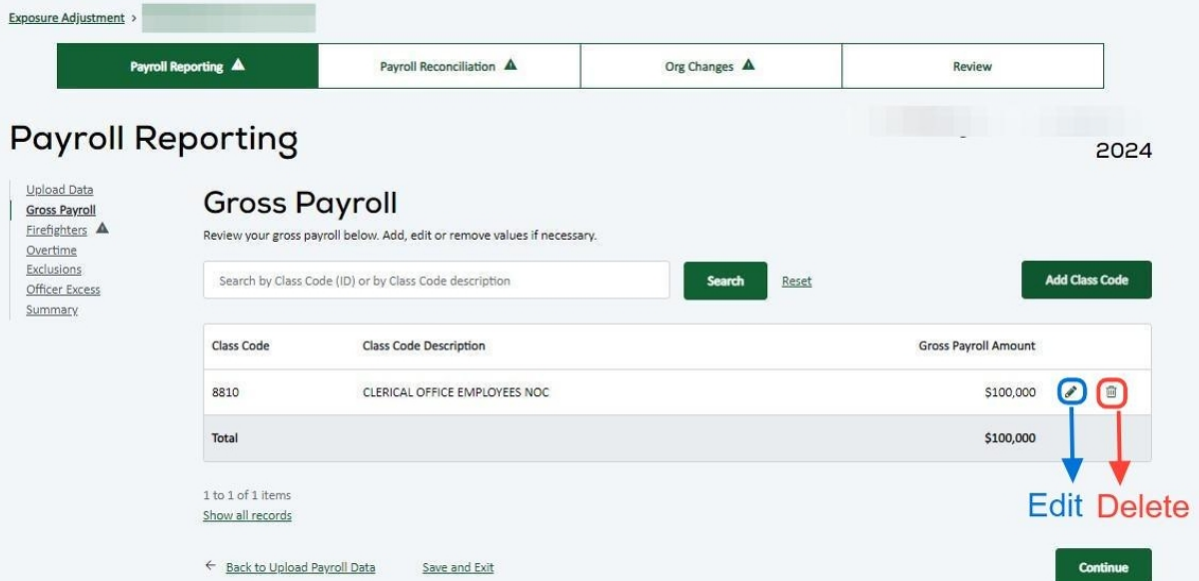 Exposure Adjustment >
Payroll Reporting
Payroll Reconciliation
Org Changes
Review
Payroll Reporting
2024
Upload Data
Gross Payroll
Firefighters
Overtime
Exclusions
Officer Excess
Summary
Gross Payroll
Review your gross payroll below. Add, edit or remove values if necessary.
Search by Class Code (ID) or by Class Code description
Search
Reset
Add Class Code
Class Code Class Code Description Gross Payroll Amount
8810 CLERICAL OFFICE EMPLOYEES NOC $100,000
Total $100,000
Edit Delete
1 to 1 of 1 items
Show all records
← Back to Upload Payroll Data
Save and Exit
Continue